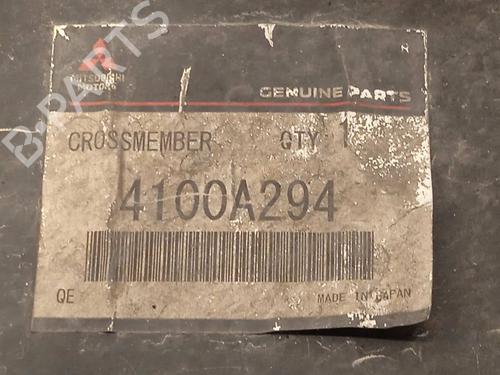 MITSUBISHI
MOTORS
GENUINE PARTS
CROSSMEMBER QTY 1
4100A294
QE MADE IN JAPAN
B-PARTS